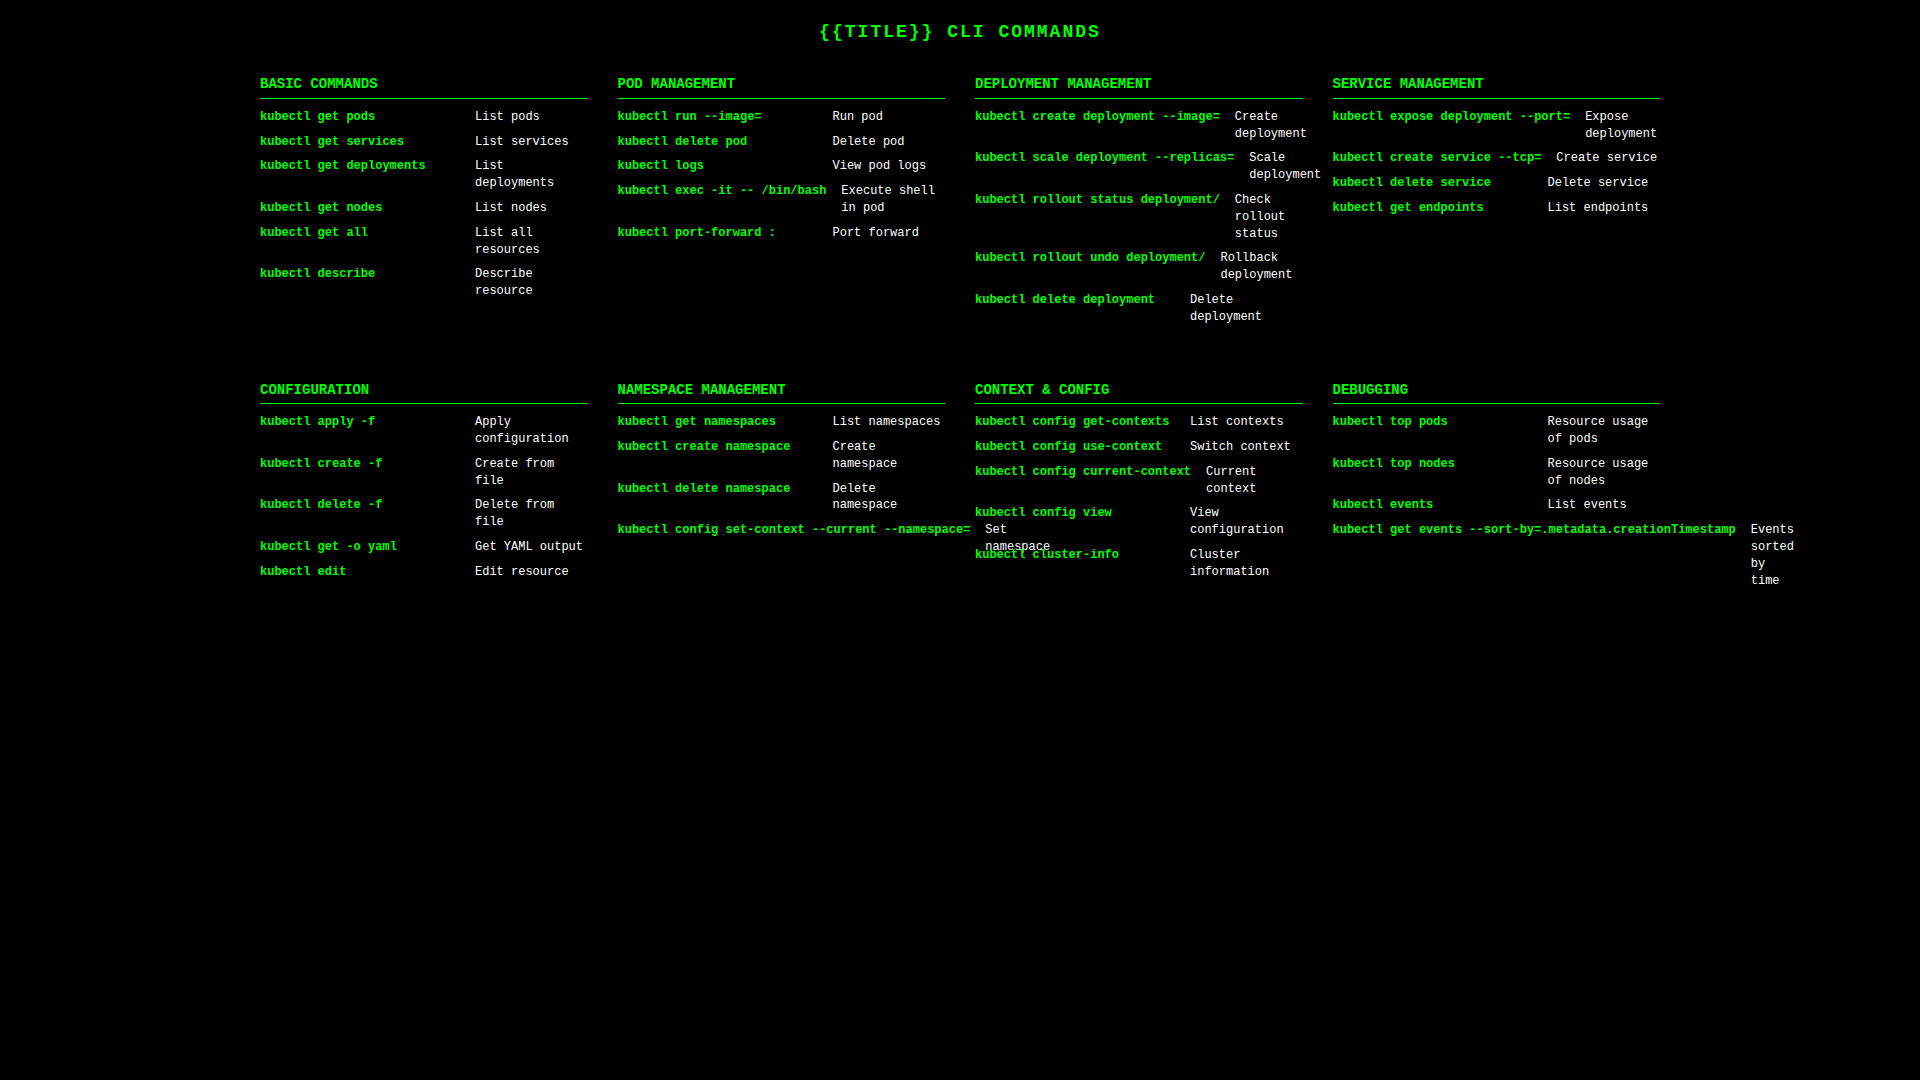 {{TITLE}} CLI COMMANDS
BASIC COMMANDS
kubectl get pods List pods
kubectl get services List services
kubectl get deployments List
deployments
kubectl get nodes List nodes
kubectl get all List all
resources
kubectl describe Describe
resource
POD MANAGEMENT
kubectl run --image= Run pod
kubectl delete pod Delete pod
kubectl logs View pod logs
kubectl exec -it -- /bin/bash Execute shell
in pod
kubectl port-forward : Port forward
DEPLOYMENT MANAGEMENT
kubectl create deployment --image= Create
deployment
kubectl scale deployment --replicas= Scale
deployment
kubectl rollout status deployment/ Check
rollout
status
kubectl rollout undo deployment/ Rollback
deployment
kubectl delete deployment Delete
deployment
SERVICE MANAGEMENT
kubectl expose deployment --port= Expose
deployment
kubectl create service --tcp= Create service
kubectl delete service Delete service
kubectl get endpoints List endpoints
CONFIGURATION
kubectl apply -f Apply
configuration
kubectl create -f Create from
file
kubectl delete -f Delete from
file
kubectl get -o yaml Get YAML output
kubectl edit Edit resource
NAMESPACE MANAGEMENT
kubectl get namespaces List namespaces
kubectl create namespace Create
namespace
kubectl delete namespace Delete
namespace
kubectl config set-context --current --namespace= Set
namespace
CONTEXT & CONFIG
kubectl config get-contexts List contexts
kubectl config use-context Switch context
kubectl config current-context Current
context
kubectl config view View
configuration
kubectl cluster-info Cluster
information
DEBUGGING
kubectl top pods Resource usage
of pods
kubectl top nodes Resource usage
of nodes
kubectl events List events
kubectl get events --sort-by=.metadata.creationTimestamp Events
sorted
by
time